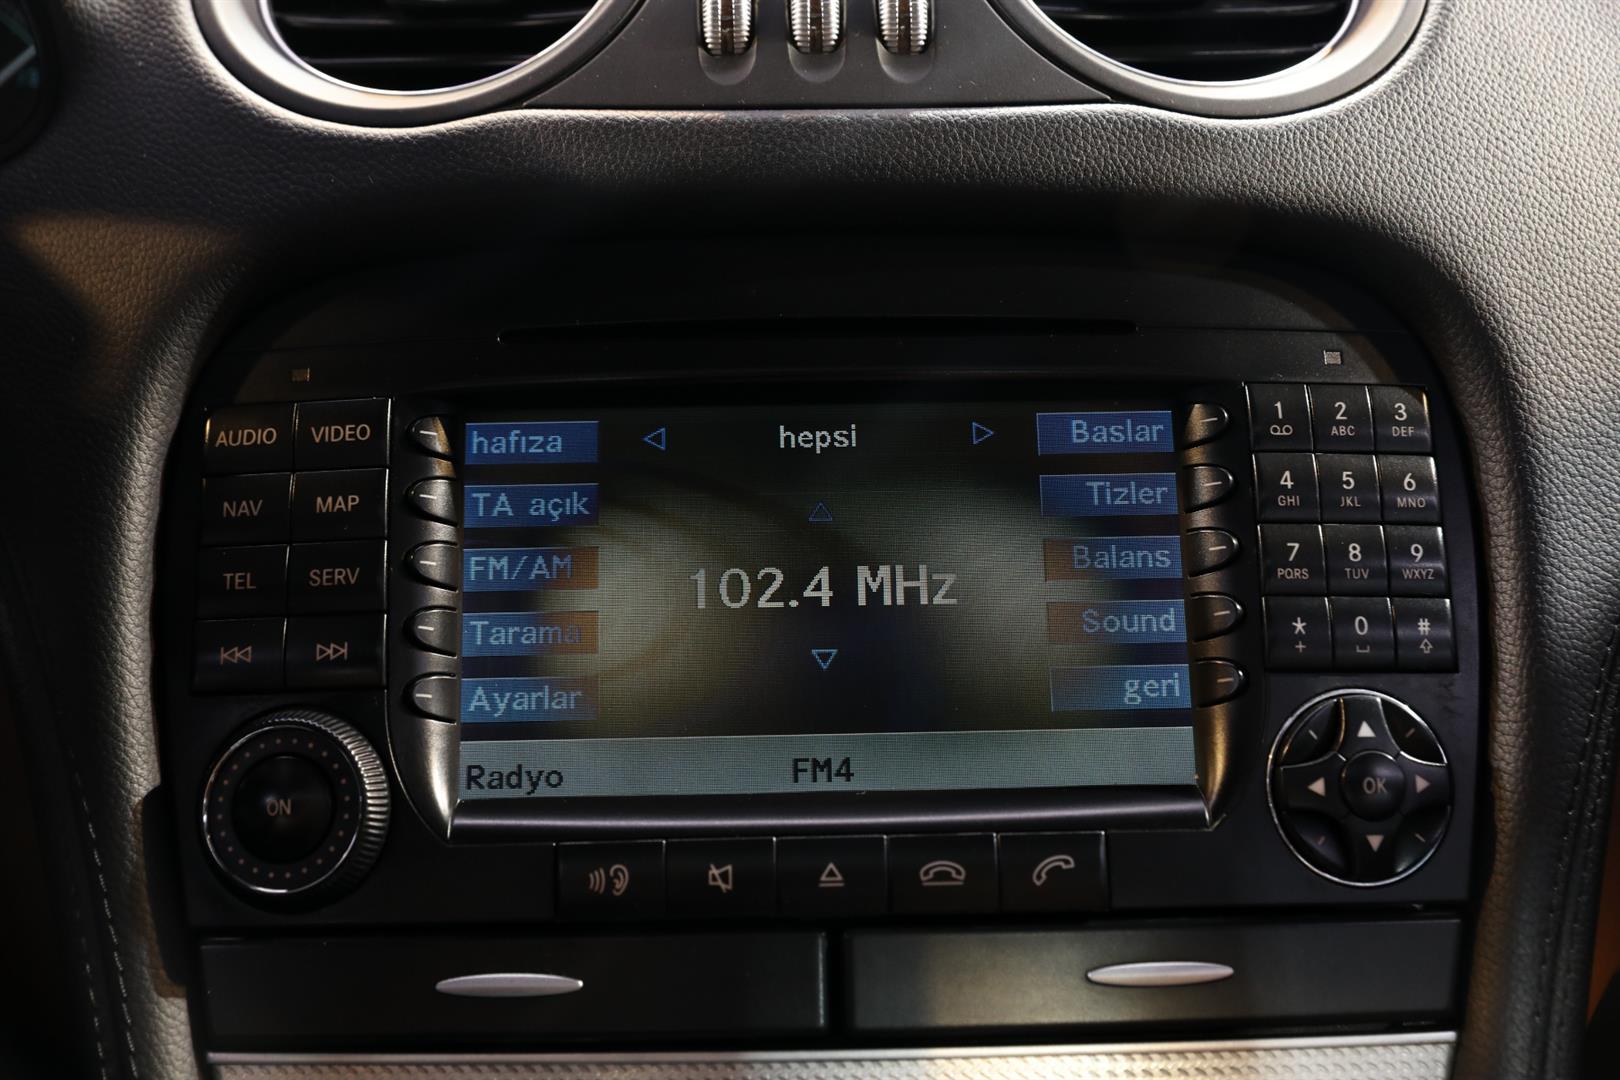 AUDIO
VIDEO
NAV
MAP
TEL
SERV
ON
hafıza
hepsi
Baslar
TA açık
Tizler
FM/AM
102.4 MHz
Balans
Tarama
Sound
Ayarlar
geri
Radyo
FM4
1
2
ABC
3
DEF
4
GHI
5
JKL
6
MNO
7
PQRS
8
TUV
9
WXYZ
*
+
0
#
OK